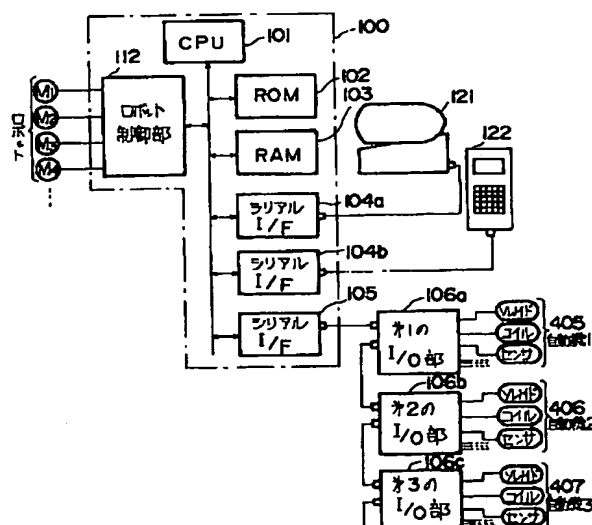 CPU
101
100
112
ROM
102
121
122
M1
M2
M3
M4
ロボット
制御部
RAM
103
シリアル
I/F
104a
シリアル
I/F
104b
シリアル
I/F
105
106a
第1の
I/O部
ソレノイド
コイル
センサ
405
自動機1
106b
第2の
I/O部
ソレノイド
コイル
センサ
406
自動機2
106c
第3の
I/O部
ソレノイド
コイル
センサ
407
自動機3